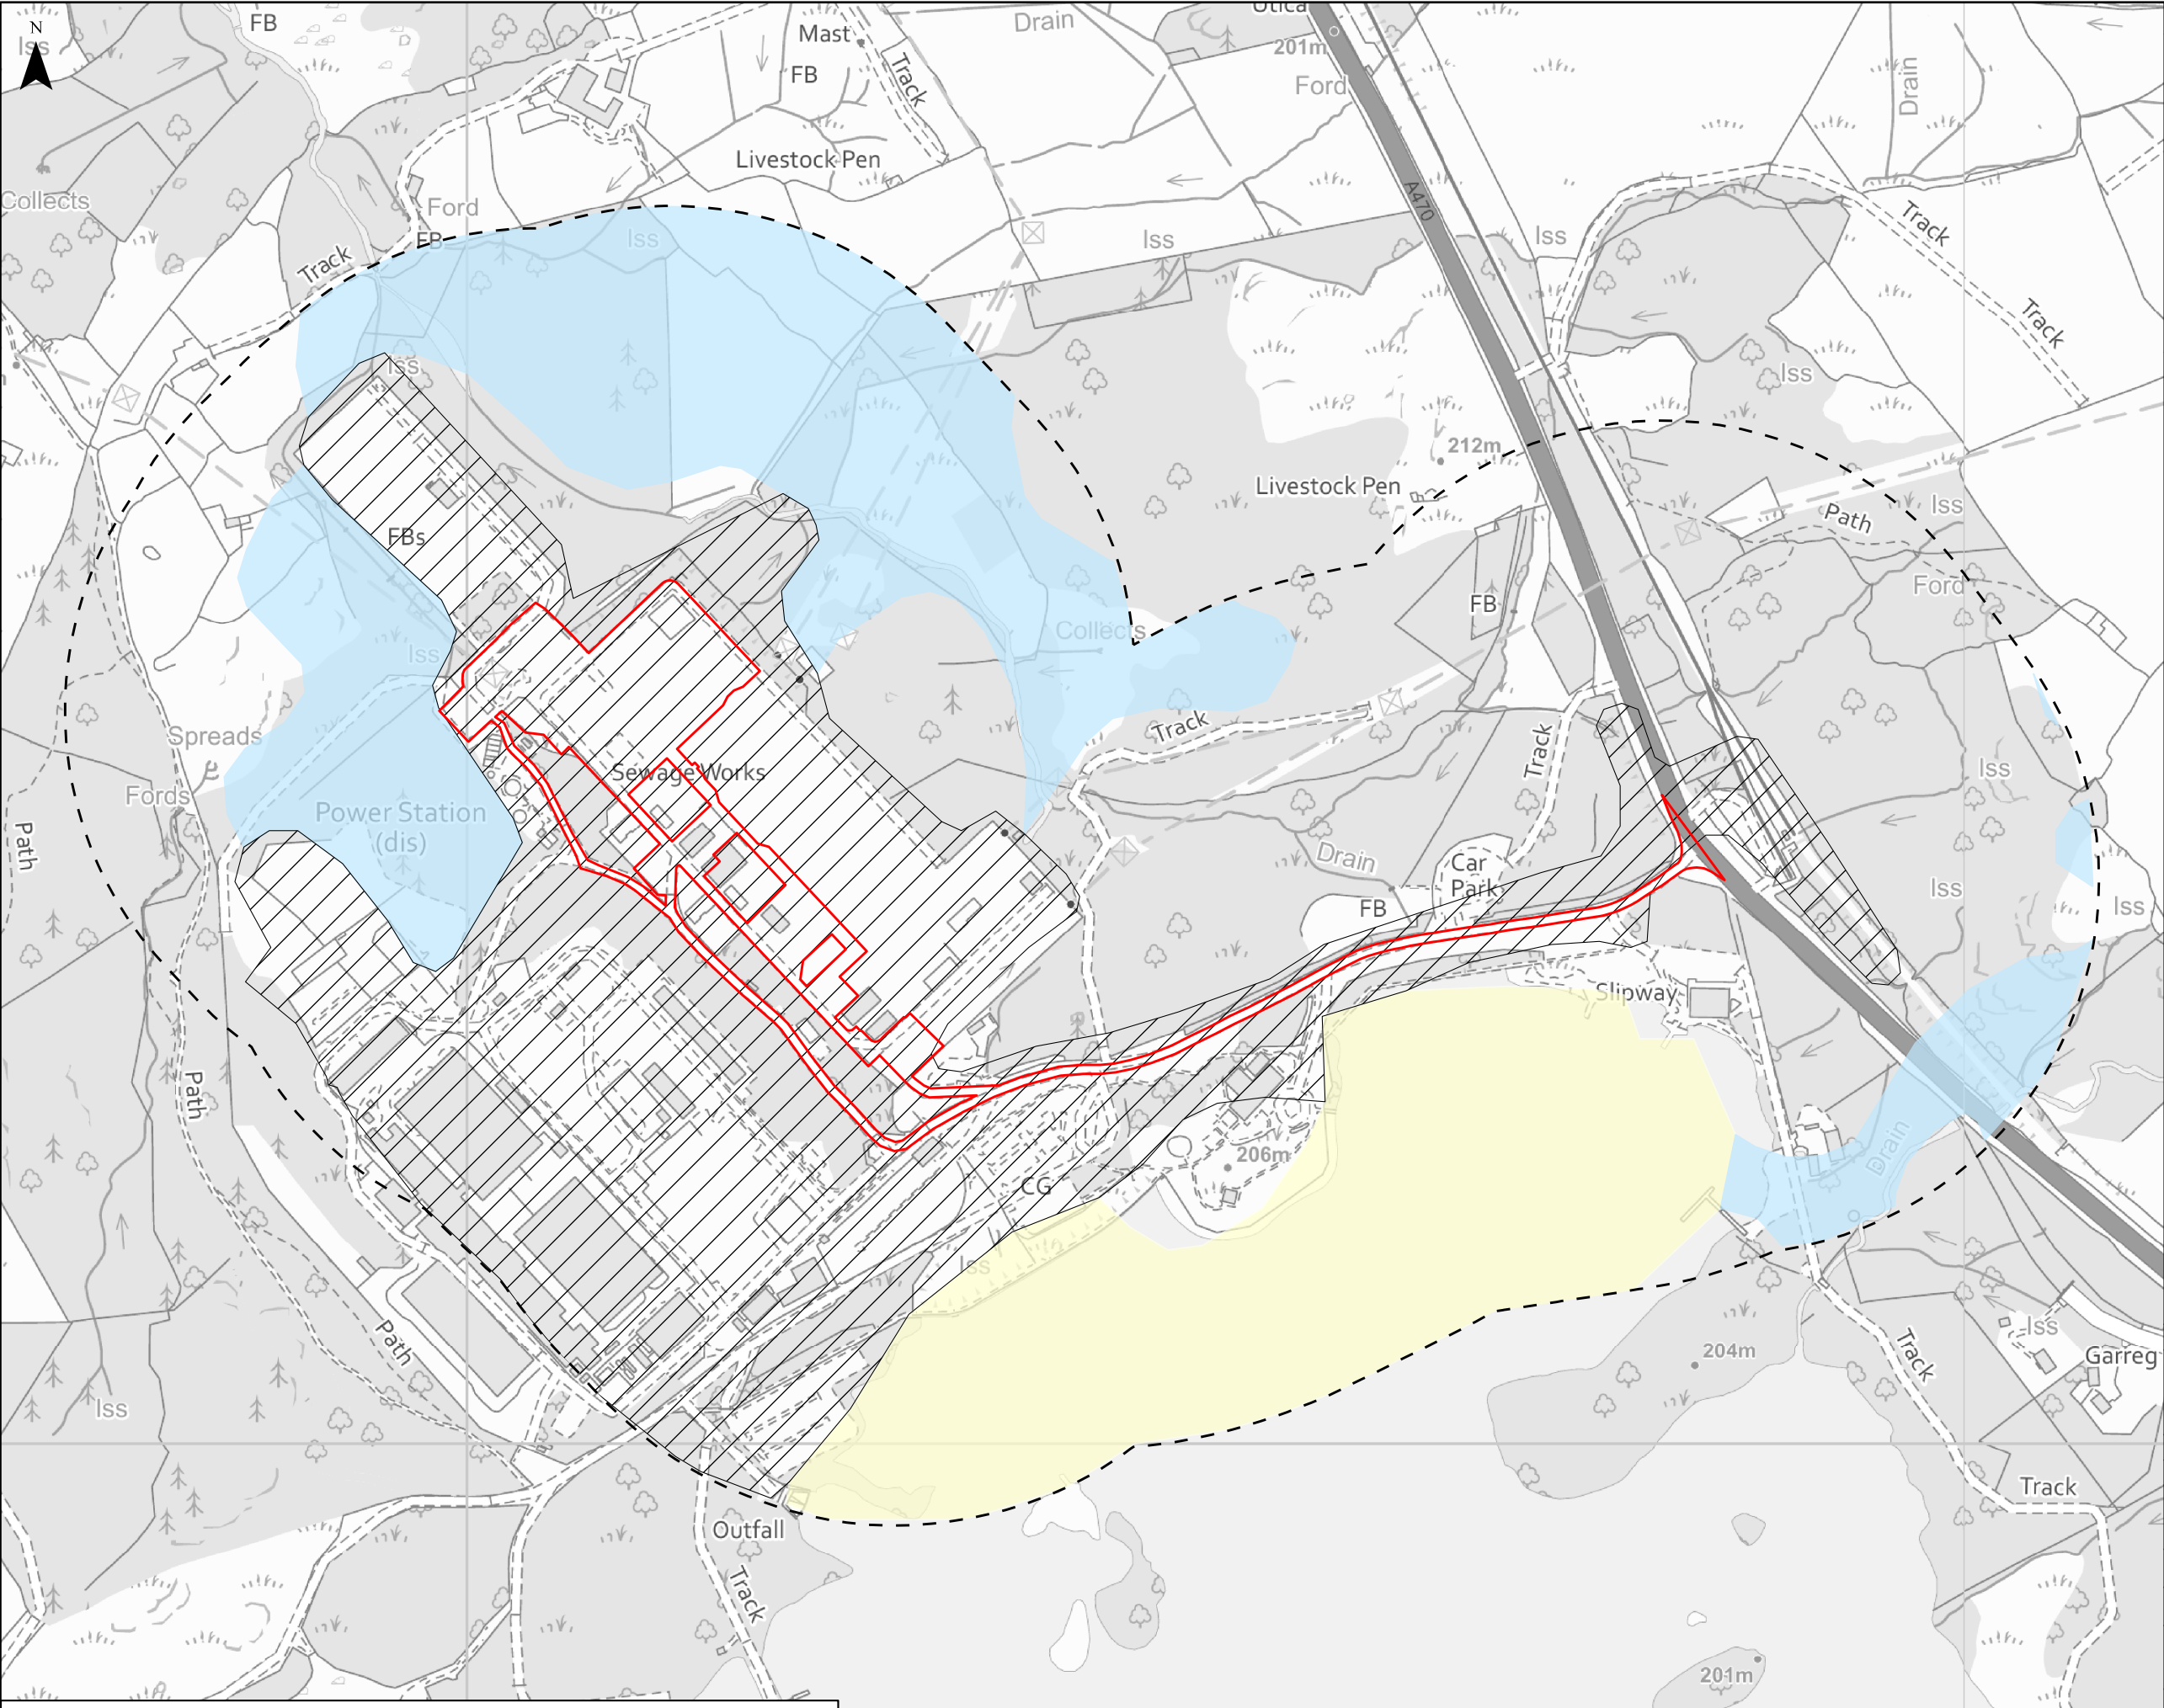 FB
Mast
Drain
Utica
N
Iss
201m
FB
Track
Ford
Drain
Livestock Pen
Collects
A470
Ford
FB
Iss
Iss
Iss
Track
Track
Track
Iss
Iss
212m
Livestock Pen
Iss
Path
FBs
Ford
FB
Collects
Iss
Spreads
Track
Track
Sewage Works
Iss
Fords
Power Station
(dis)
Path
Drain
Car
Park
Iss
FB
Iss
Slipway
Path
Drain
206m
CG
Iss
Path
204m
Iss
Track
Garreg
Iss
Track
Outfall
Track
201m